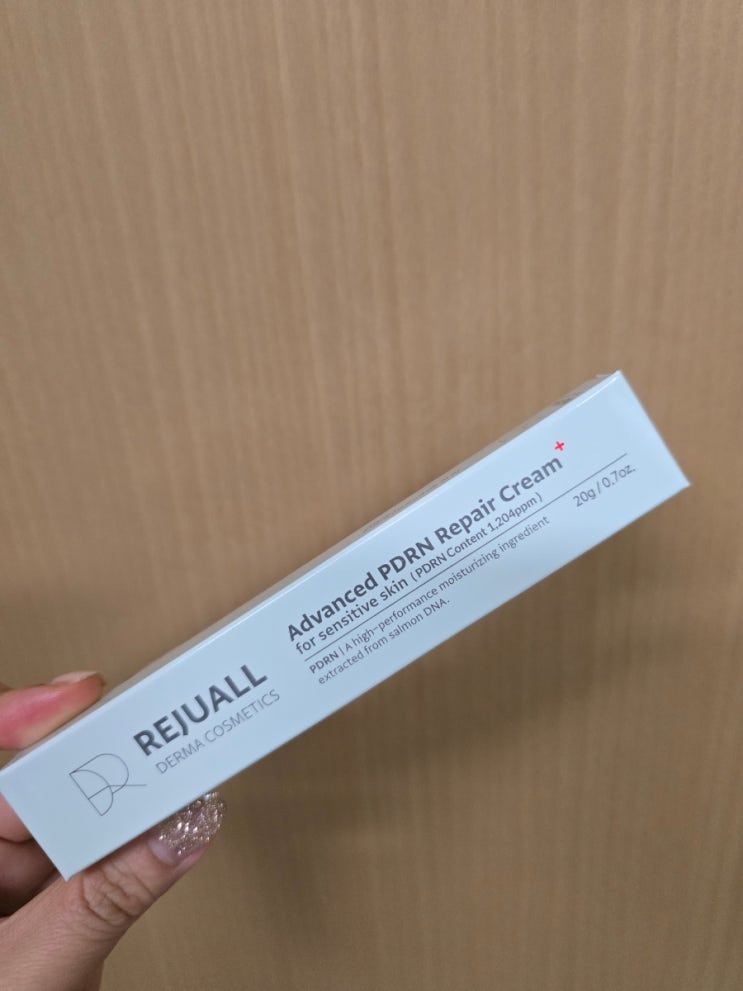 REJUALL
DERMA COSMETICS
Advanced PDRN Repair Cream+
for sensitive skin (PDRN Content 1,204ppm)
PDRN | A high-performance moisturizing ingredient
extracted from salmon DNA.
20g / 0.7oz.